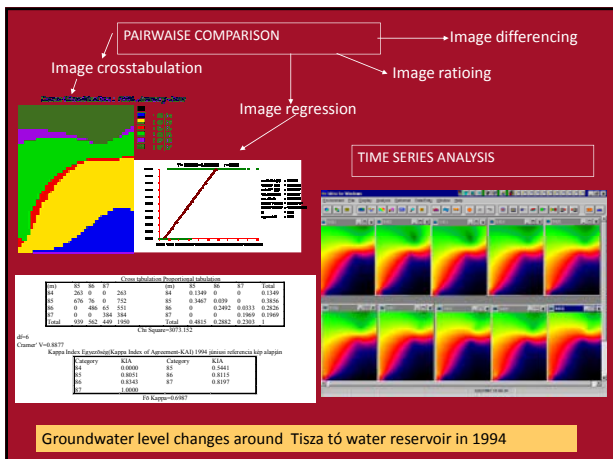 PAIRWAISE COMPARISON
Image differencing
Image crosstabulation
Image ratioing
Image regression
TIME SERIES ANALYSIS
Cross tabulation Proportional tabulation
(m) 85 86 87 (m) 85 86 87 Total
84 263 0 0 263 84 0.1349 0 0 0.1349
85 676 76 0 752 85 0.3467 0.039 0 0.3856
86 0 486 65 551 86 0 0.2492 0.0333 0.2826
87 0 0 384 384 87 0 0 0.1969 0.1969
Total 939 562 449 1950 Total 0.4815 0.2882 0.2303 1
Chi Square=3073.152
df=6
Cramer' V=0.8877
Kappa Index Egyezőség(Kappa Index of Agreement-KAI) 1994 júniusi referencia kép alapján
Category KIA Category KIA
84 0.0000 85 0.5441
85 0.8051 86 0.8115
86 0.8343 87 0.8197
87 1.0000
Fő Kappa=0.6987
Groundwater level changes around Tisza tó water reservoir in 1994